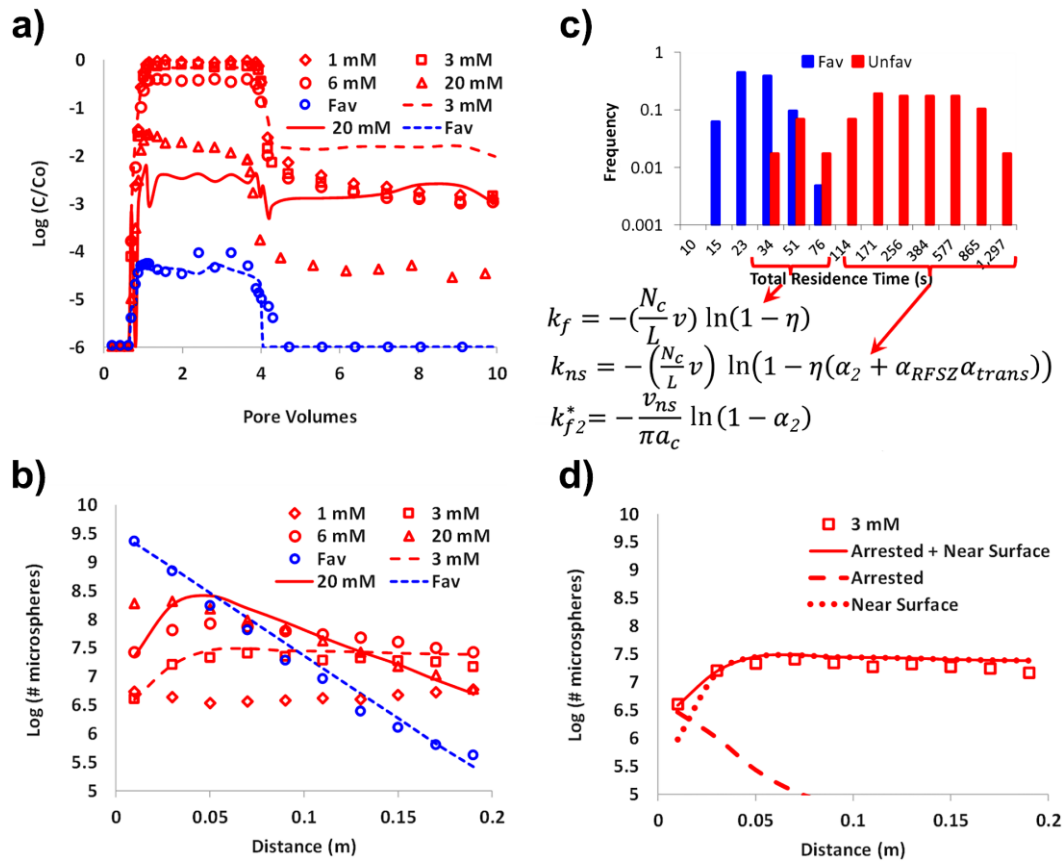 a)
0
-1
-2
-3
-4
-5
-6
Log (C/Co)
0 2 4 6 8 10
Pore Volumes
1 mM 3 mM
6 mM 20 mM
Fav 3 mM
20 mM Fav
c)
1
0.1
0.01
0.001
Frequency
Fav Unfav
10 15 23 34 51 76 114 171 256 384 577 865 1,297
Total Residence Time (s)
k_f = −(N_c/L v) ln(1 − η)
k_ns = −(N_c/L v) ln(1 − η(α_2 + α_RFSZ α_trans))
k*_f2 = − v_ns/πa_c ln(1 − α_2)
b)
10
9.5
9
8.5
8
7.5
7
6.5
6
5.5
5
Log (# microspheres)
0 0.05 0.1 0.15 0.2
Distance (m)
1 mM 3 mM
6 mM 20 mM
Fav 3 mM
20 mM Fav
d)
10
9.5
9
8.5
8
7.5
7
6.5
6
5.5
5
Log (# microspheres)
0 0.05 0.1 0.15 0.2
Distance (m)
3 mM
Arrested + Near Surface
Arrested
Near Surface